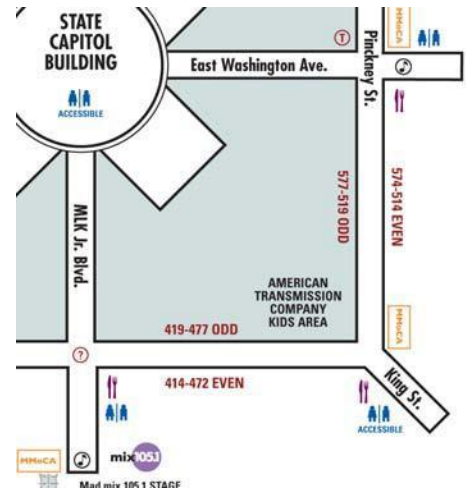 STATE
CAPITOL
BUILDING
ACCESSIBLE
T
East Washington Ave.
Pinckney St.
MMoCA
577-519 ODD
574-514 EVEN
MLK Jr. Blvd.
AMERICAN
TRANSMISSION
COMPANY
KIDS AREA
419-477 ODD
MMoCA
?
414-472 EVEN
King St.
ACCESSIBLE
MMoCA
mix105.1
Mad mix 105.1 STAGE